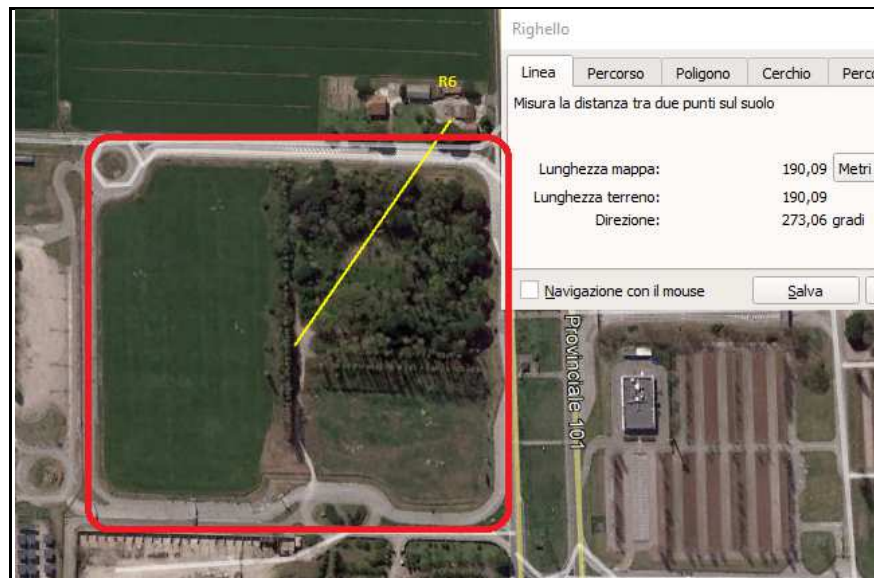 R6
Righello
Linea
Percorso
Poligono
Cerchio
Perco
Misura la distanza tra due punti sul suolo
Lunghezza mappa:
190,09
Metri
Lunghezza terreno:
190,09
Direzione:
273,06 gradi
Navigazione con il mouse
Salva
Provinciale 101